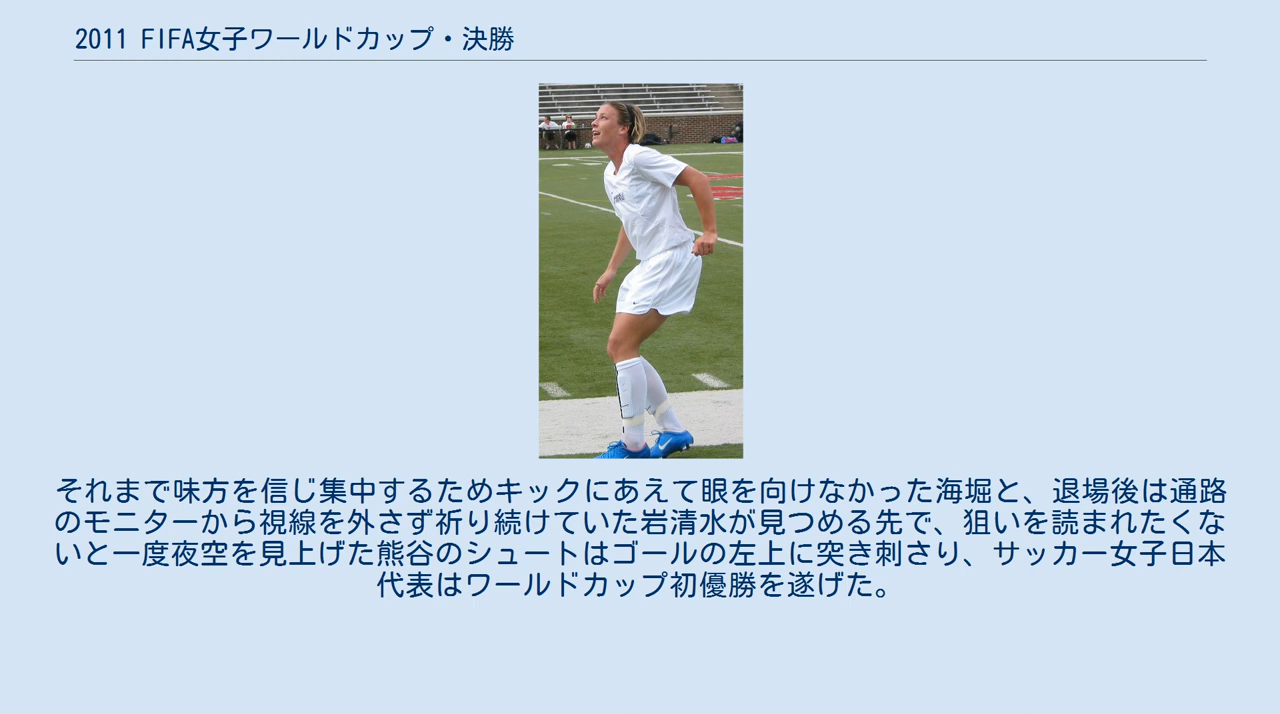 2011 FIFA女子ワールドカップ・決勝
それまで味方を信じ集中するためキックにあえて眼を向けなかった海堀と、退場後は通路
のモニターから視線を外さず祈り続けていた岩清水が見つめる先で、狙いを読まれたくな
いと一度夜空を見上げた熊谷のシュートはゴールの左上に突き刺さり、サッカー女子日本
代表はワールドカップ初優勝を遂げた。